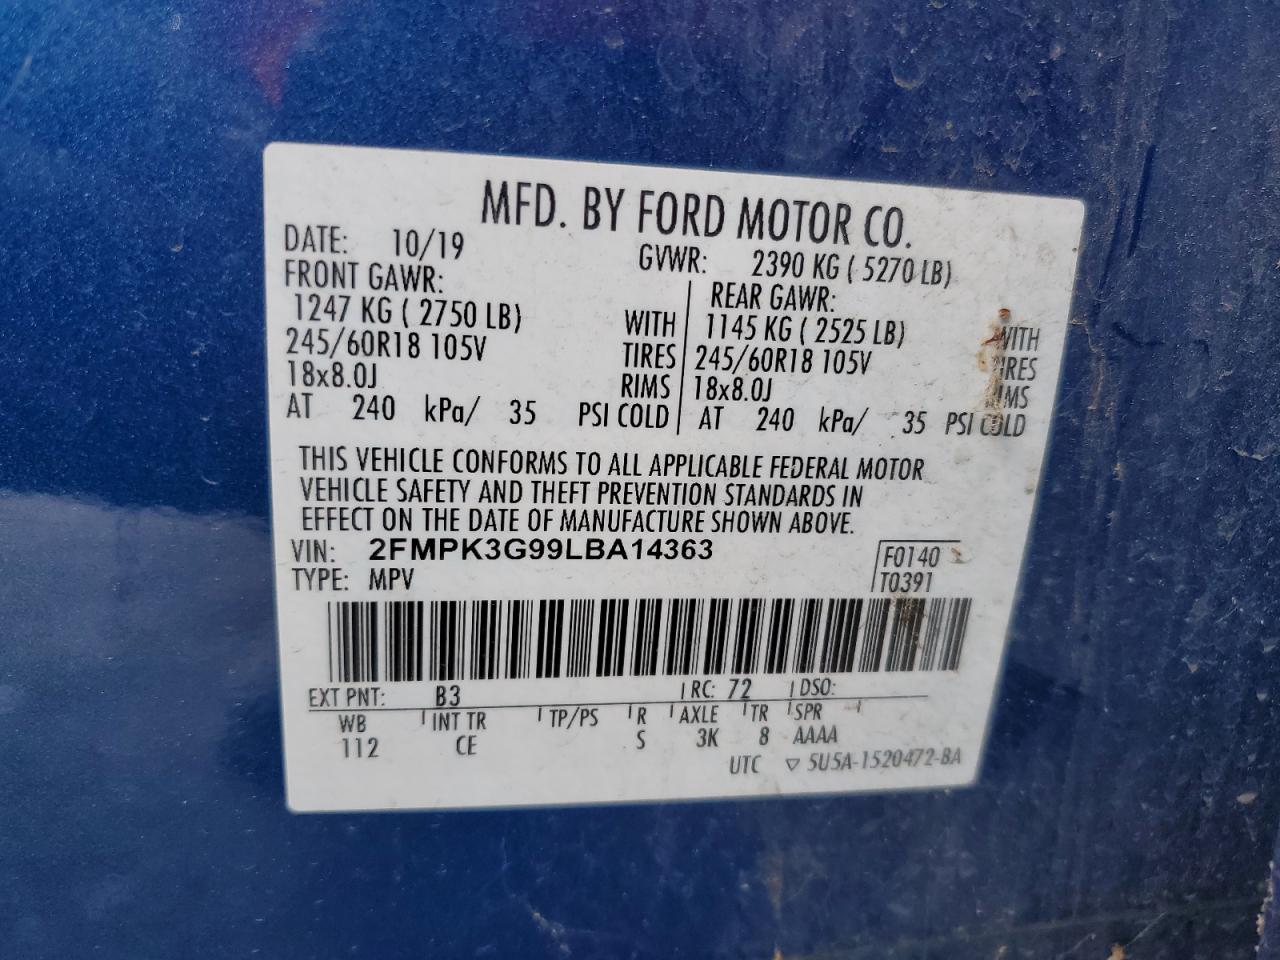 MFD. BY FORD MOTOR CO.
DATE: 10/19 GVWR: 2390 KG ( 5270 LB)
FRONT GAWR: REAR GAWR:
1247 KG ( 2750 LB) WITH 1145 KG ( 2525 LB) WITH
245/60R18 105V TIRES 245/60R18 105V TIRES
18x8.0J RIMS 18x8.0J RIMS
AT 240 kPa/ 35 PSI COLD AT 240 kPa/ 35 PSI COLD
THIS VEHICLE CONFORMS TO ALL APPLICABLE FEDERAL MOTOR
VEHICLE SAFETY AND THEFT PREVENTION STANDARDS IN
EFFECT ON THE DATE OF MANUFACTURE SHOWN ABOVE.
VIN: 2FMPK3G99LBA14363 F0140
TYPE: MPV T0391
EXT PNT: B3 RC: 72 DSO:
WB INT TR TP/PS R AXLE TR SPR
112 CE S 3K 8 AAAA
UTC ▽ 5U5A-1520472-BA